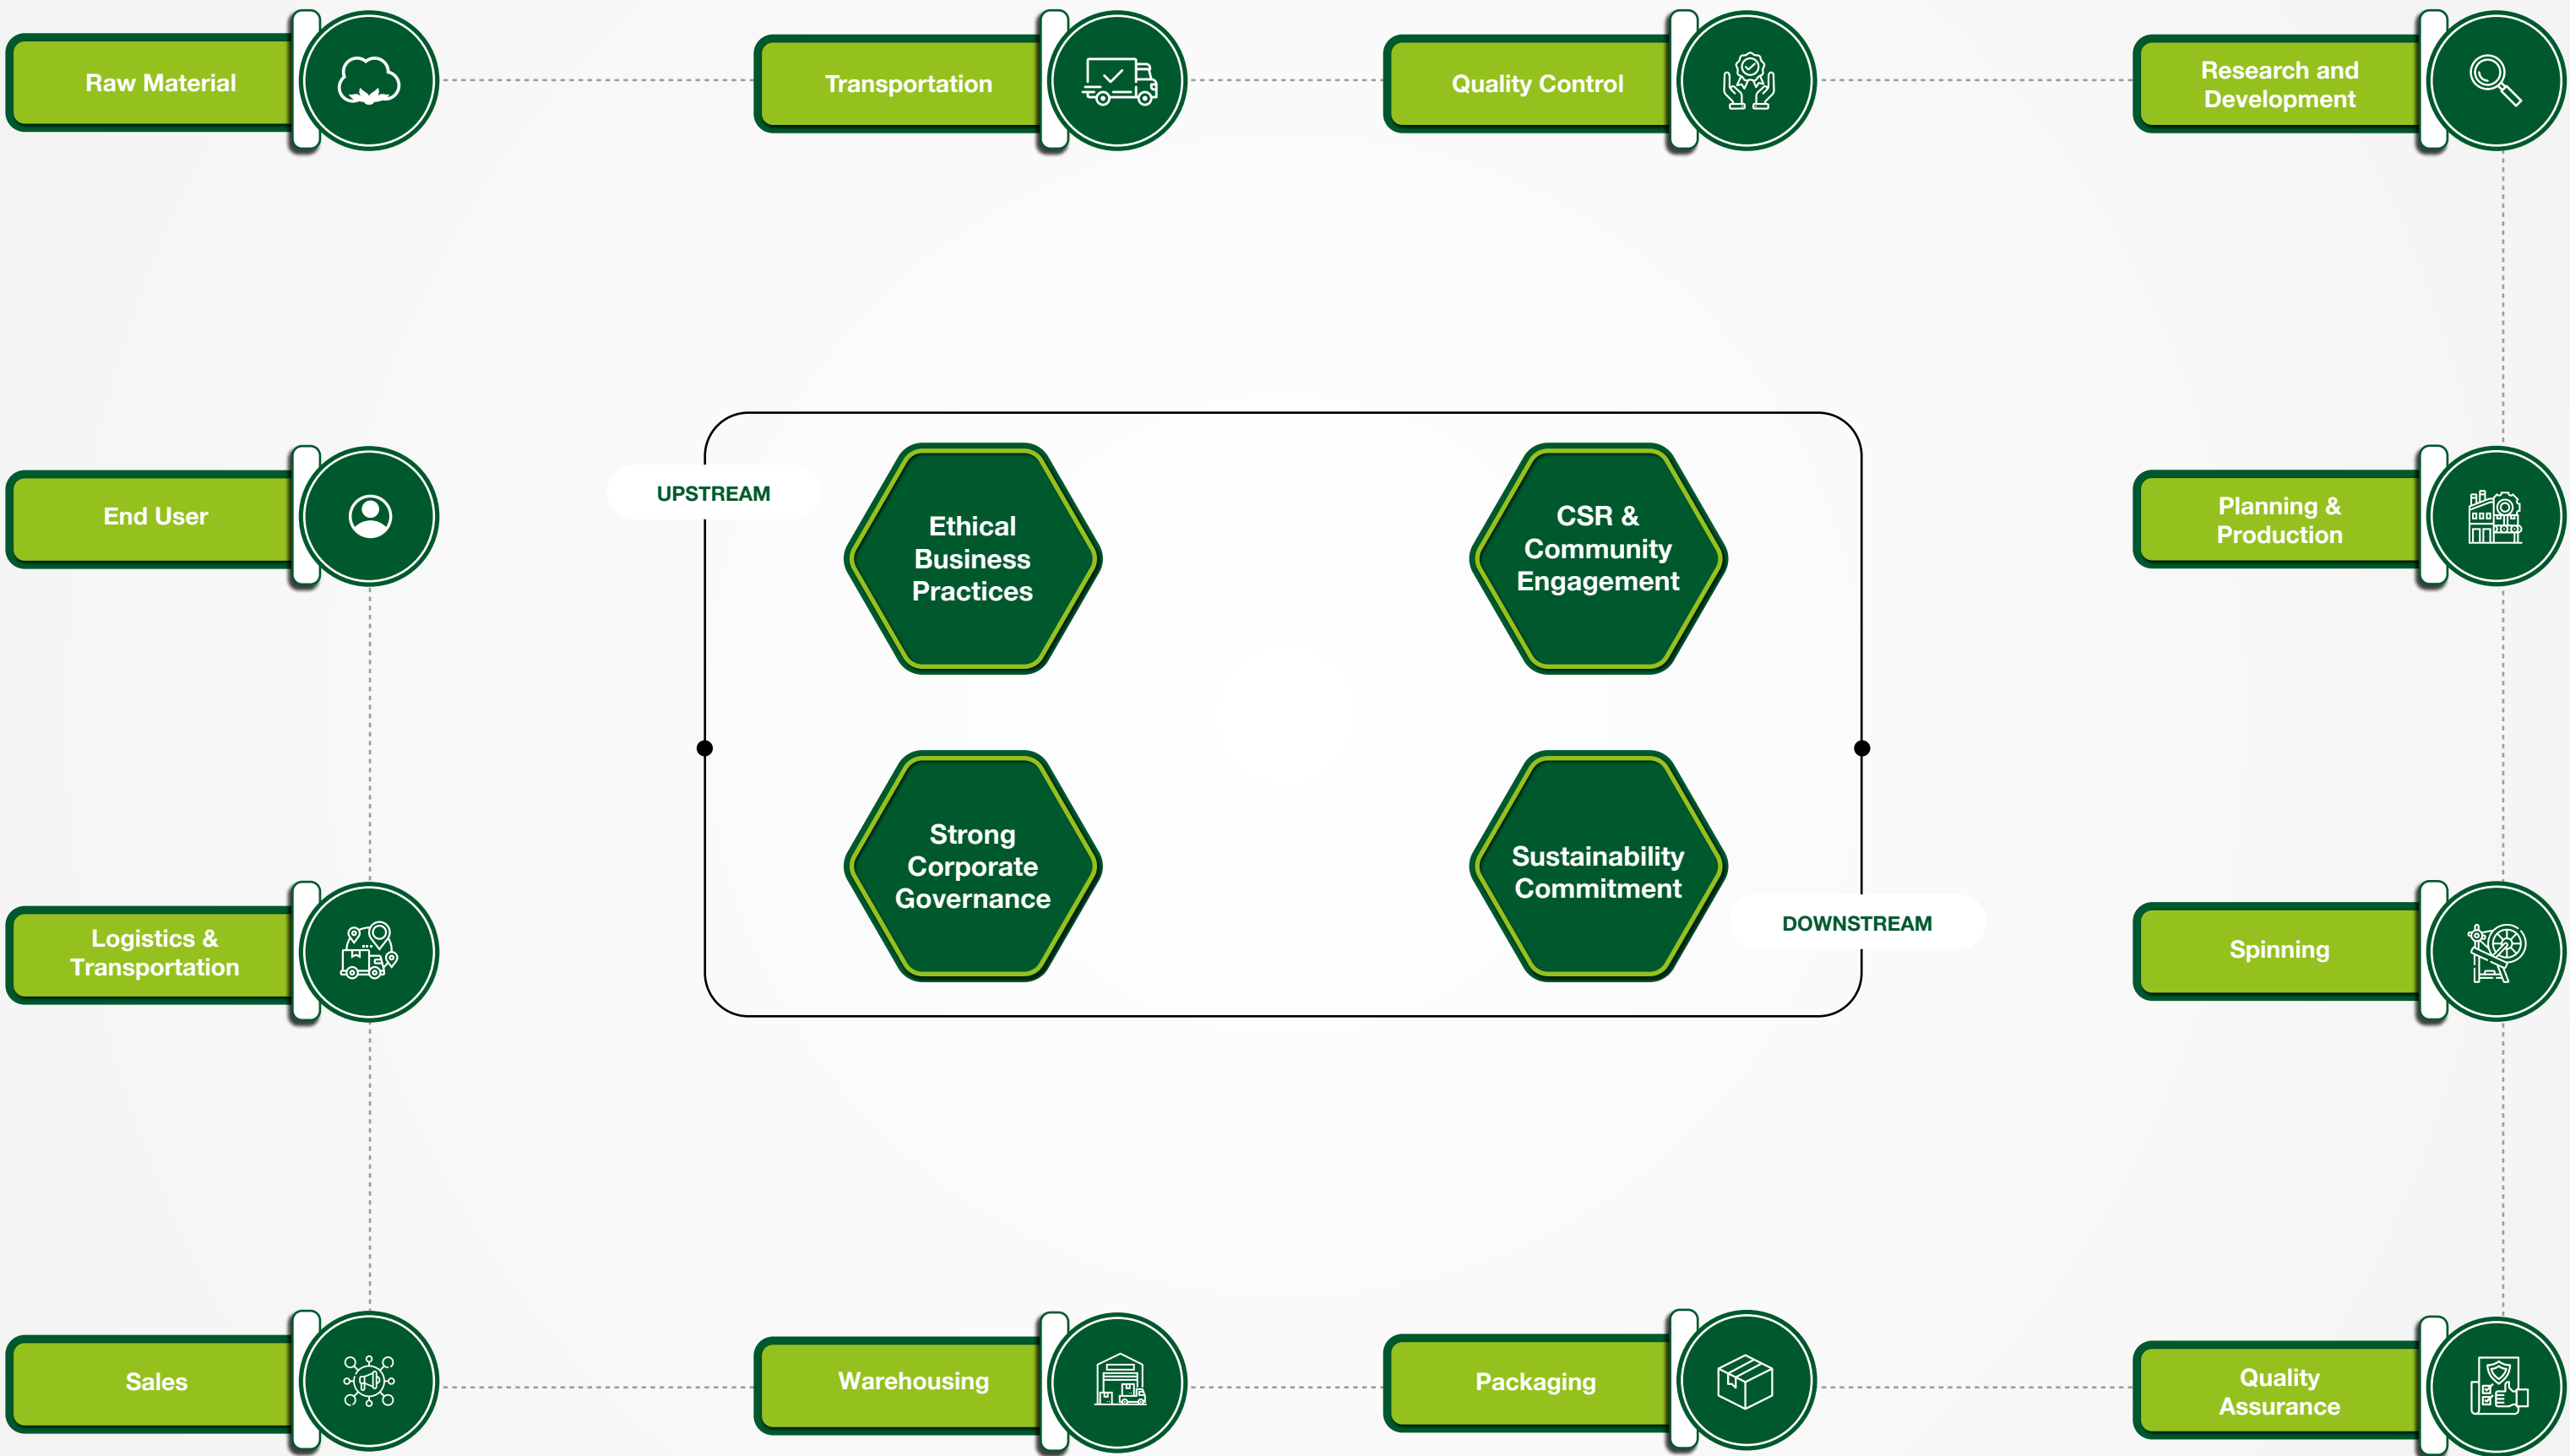 Raw Material
Transportation
Quality Control
Research and
Development
End User
UPSTREAM
Ethical
Business
Practices
CSR &
Community
Engagement
Planning &
Production
Logistics &
Transportation
Strong
Corporate
Governance
Sustainability
Commitment
DOWNSTREAM
Spinning
Sales
Warehousing
Packaging
Quality
Assurance